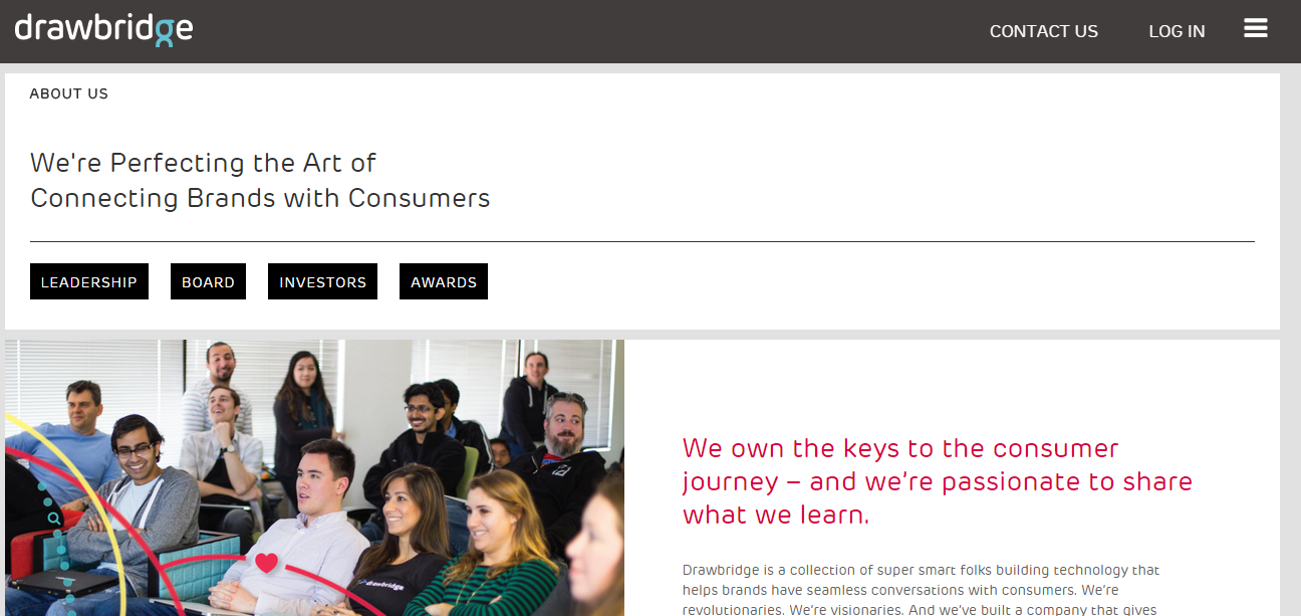 drawbridge
CONTACT US
LOG IN
ABOUT US
We're Perfecting the Art of
Connecting Brands with Consumers
LEADERSHIP
BOARD
INVESTORS
AWARDS
We own the keys to the consumer
journey – and we’re passionate to share
what we learn.
drawbridge
Drawbridge is a collection of super smart folks building technology that
helps brands have seamless conversations with consumers. We’re
revolutionaries. We’re visionaries. And we’ve built a company that gives